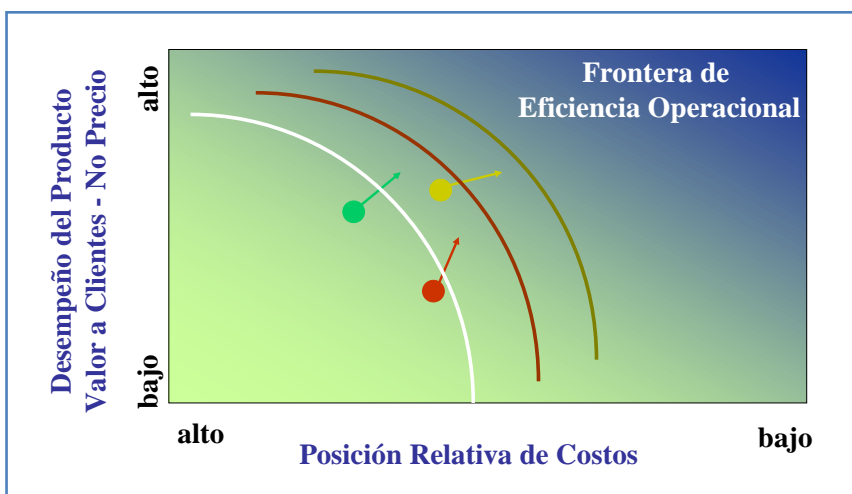 Frontera de
Eficiencia Operacional
Desempeño del Producto
Valor a Clientes - No Precio
alto
bajo
alto
bajo
Posición Relativa de Costos